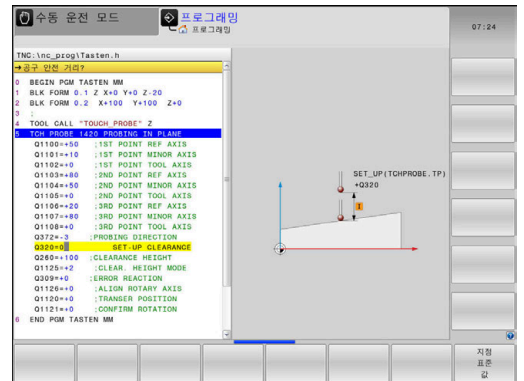 수동 운전 모드
프로그래밍
프로그래밍
07:24
TNC:\nc_prog\Tasten.h
→공구 안전 거리?
0 BEGIN PGM TASTEN MM
1 BLK FORM 0.1 Z X+0 Y+0 Z-20
2 BLK FORM 0.2 X+100 Y+100 Z+0
3 ;
4 TOOL CALL "TOUCH_PROBE" Z
5 TCH PROBE 1420 PROBING IN PLANE
Q1100=+50 ;1ST POINT REF AXIS
Q1101=+10 ;1ST POINT MINOR AXIS
Q1102=+0 ;1ST POINT TOOL AXIS
Q1103=+80 ;2ND POINT REF AXIS
Q1104=+50 ;2ND POINT MINOR AXIS
Q1105=+0 ;2ND POINT TOOL AXIS
Q1106=+20 ;3RD POINT REF AXIS
Q1107=+80 ;3RD POINT MINOR AXIS
Q1108=+0 ;3RD POINT TOOL AXIS
Q372=-3 ;PROBING DIRECTION
Q320=0 SET-UP CLEARANCE
Q260=+100 ;CLEARANCE HEIGHT
Q1125=+2 ;CLEAR. HEIGHT MODE
Q309=+0 ;ERROR REACTION
Q1126=+0 ;ALIGN ROTARY AXIS
Q1120=+0 ;TRANSER POSITION
Q1121=+0 ;CONFIRM ROTATION
6 END PGM TASTEN MM
SET_UP(TCHPROBE.TP)
+Q320
지정
표준
값